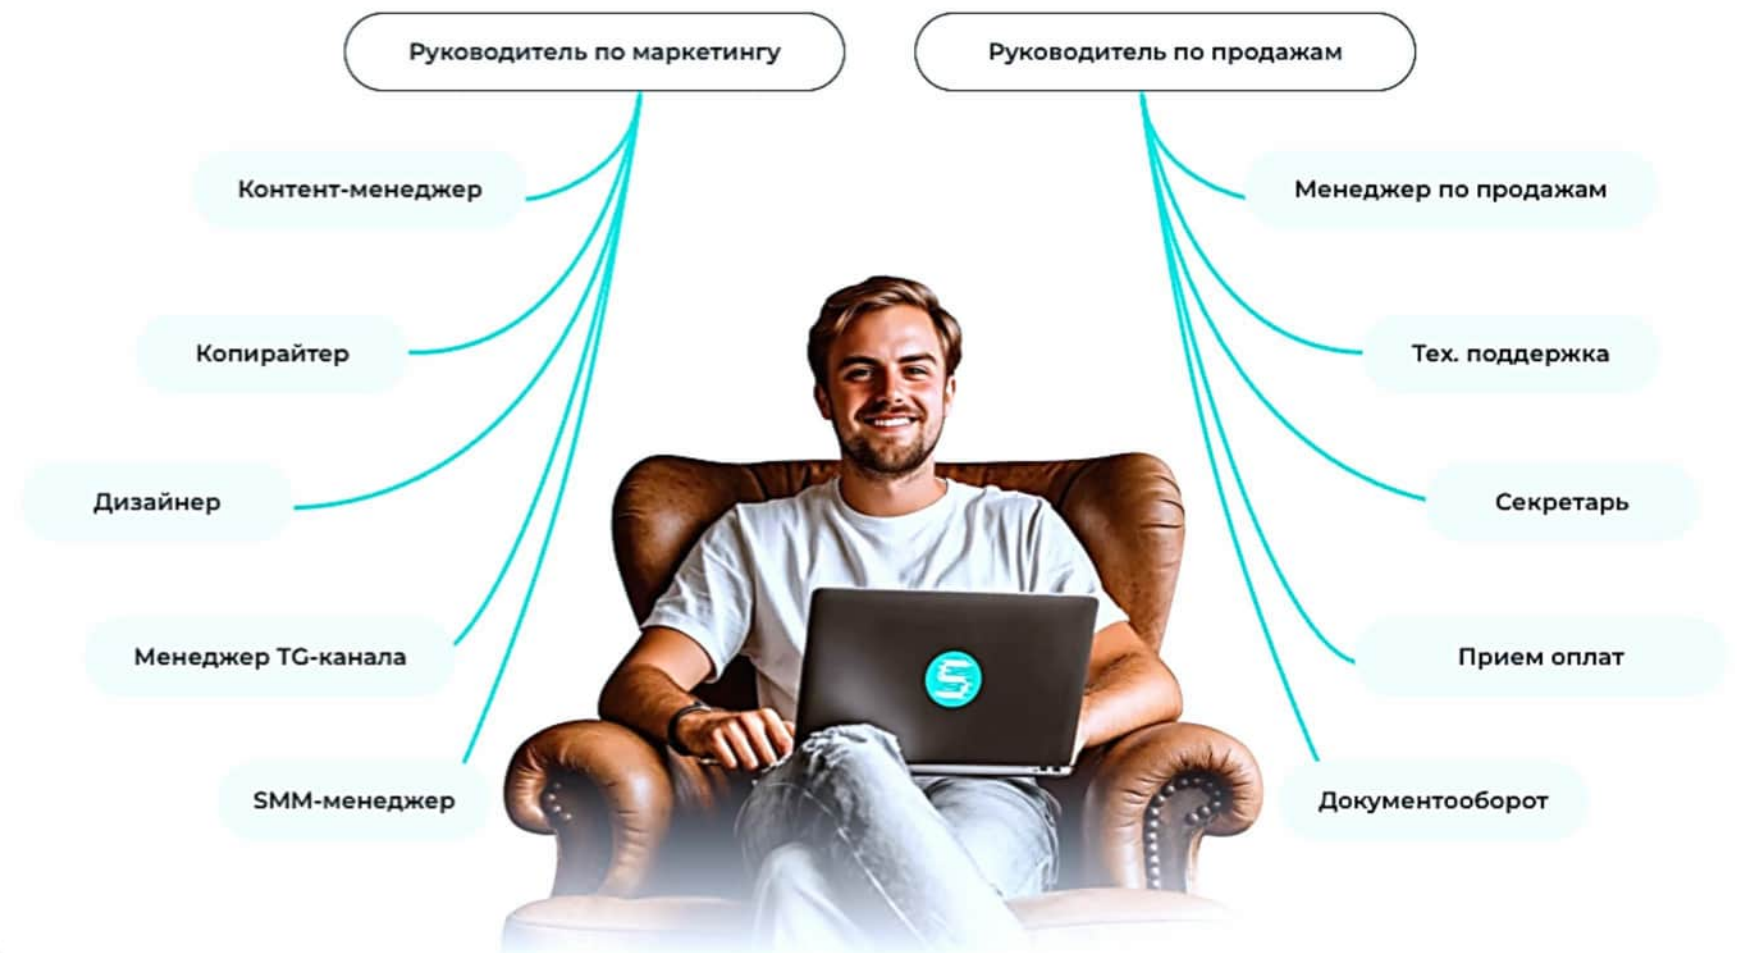 Руководитель по маркетингу
Руководитель по продажам
Контент-менеджер
Менеджер по продажам
Копирайтер
Тех. поддержка
Дизайнер
Секретарь
Менеджер TG-канала
Прием оплат
SMM-менеджер
Документооборот